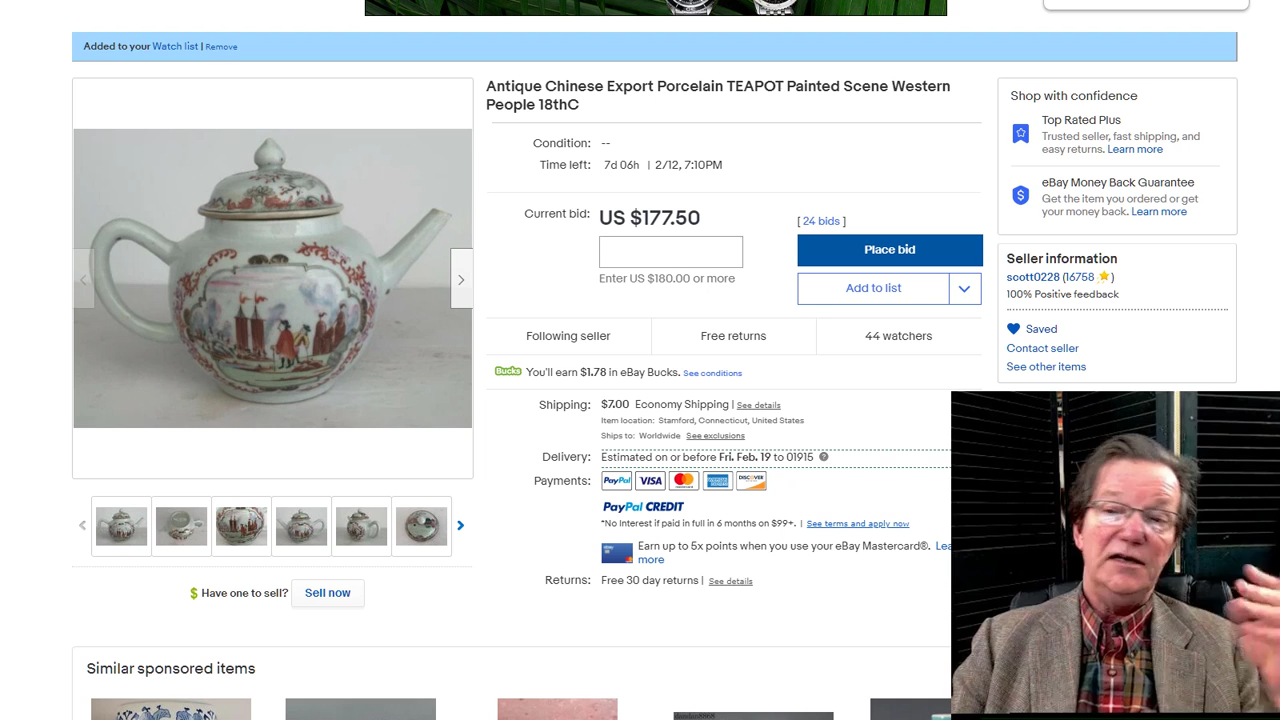 Added to your Watch list | Remove
Antique Chinese Export Porcelain TEAPOT Painted Scene Western
People 18thC
Condition: --
Time left: 7d 06h | 2/12, 7:10PM
Current bid: US $177.50
[ 24 bids ]
Place bid
Enter US $180.00 or more
Add to list
Following seller
Free returns
44 watchers
Bucks You'll earn $1.78 in eBay Bucks. See conditions
Shipping: $7.00 Economy Shipping | See details
Item location: Stamford, Connecticut, United States
Ships to: Worldwide See exclusions
Delivery: Estimated on or before Fri. Feb. 19 to 01915 ?
Payments: PayPal VISA DISCOVER
PayPal CREDIT
*No Interest if paid in full in 6 months on $99+. | See terms and apply now
Earn up to 5x points when you use your eBay Mastercard®. Lea
more
Returns: Free 30 day returns | See details
$ Have one to sell? Sell now
Shop with confidence
Top Rated Plus
Trusted seller, fast shipping, and
easy returns. Learn more
eBay Money Back Guarantee
Get the item you ordered or get
your money back. Learn more
Seller information
scott0228 (16758 )
100% Positive feedback
Saved
Contact seller
See other items
Similar sponsored items